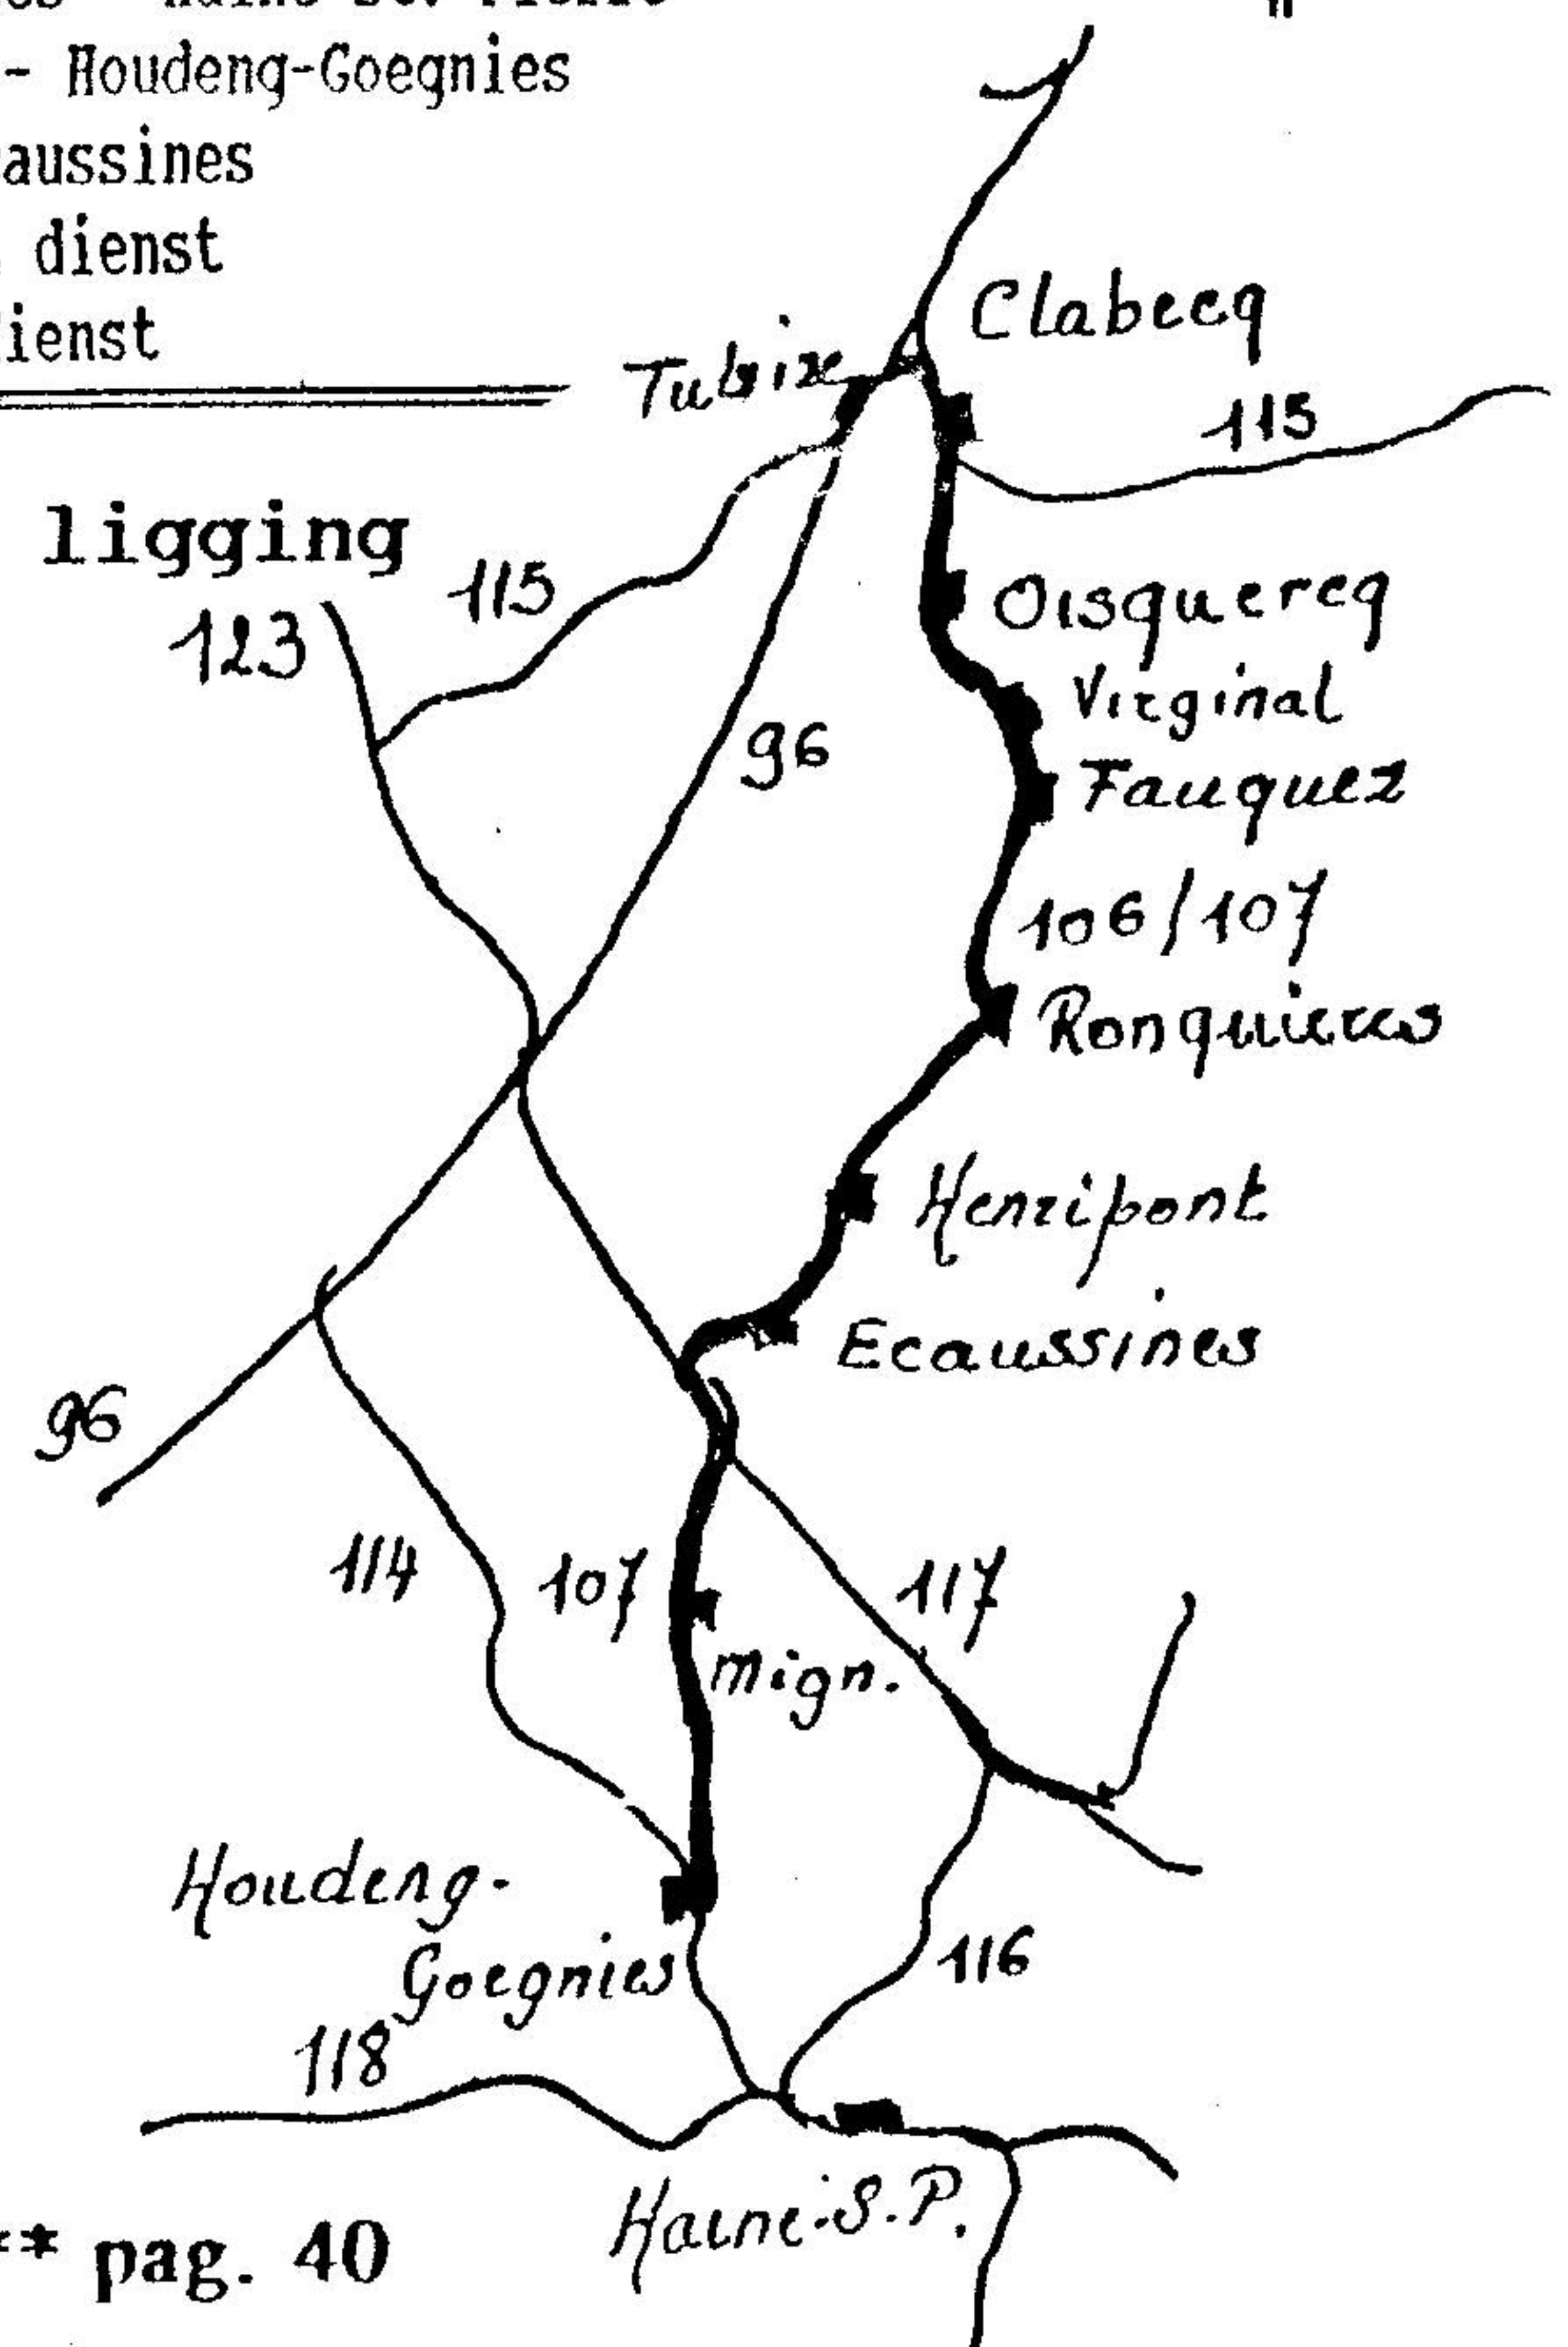 - Houdeng-Goegnies
aussines
dienst
ienst
Clabecq
Tubize
115
ligging
115
123
Oisquercq
Virginal
96
Fauquez
106/107
Ronquieres
Henripont
Ecaussines
96
114
107
117
mign.
Houdeng-
Goegnies
116
118
Haine-S.P.
** pag. 40